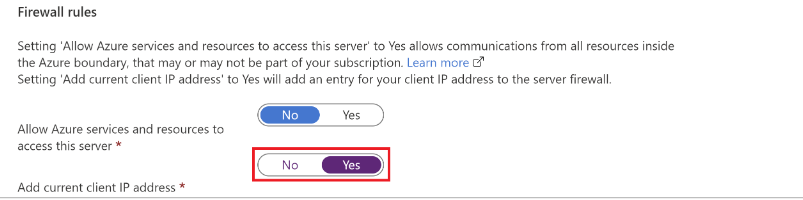 Firewall rules
Setting 'Allow Azure services and resources to access this server' to Yes allows communications from all resources inside
the Azure boundary, that may or may not be part of your subscription. Learn more
Setting 'Add current client IP address' to Yes will add an entry for your client IP address to the server firewall.
No Yes
Allow Azure services and resources to
access this server *
No Yes
Add current client IP address *